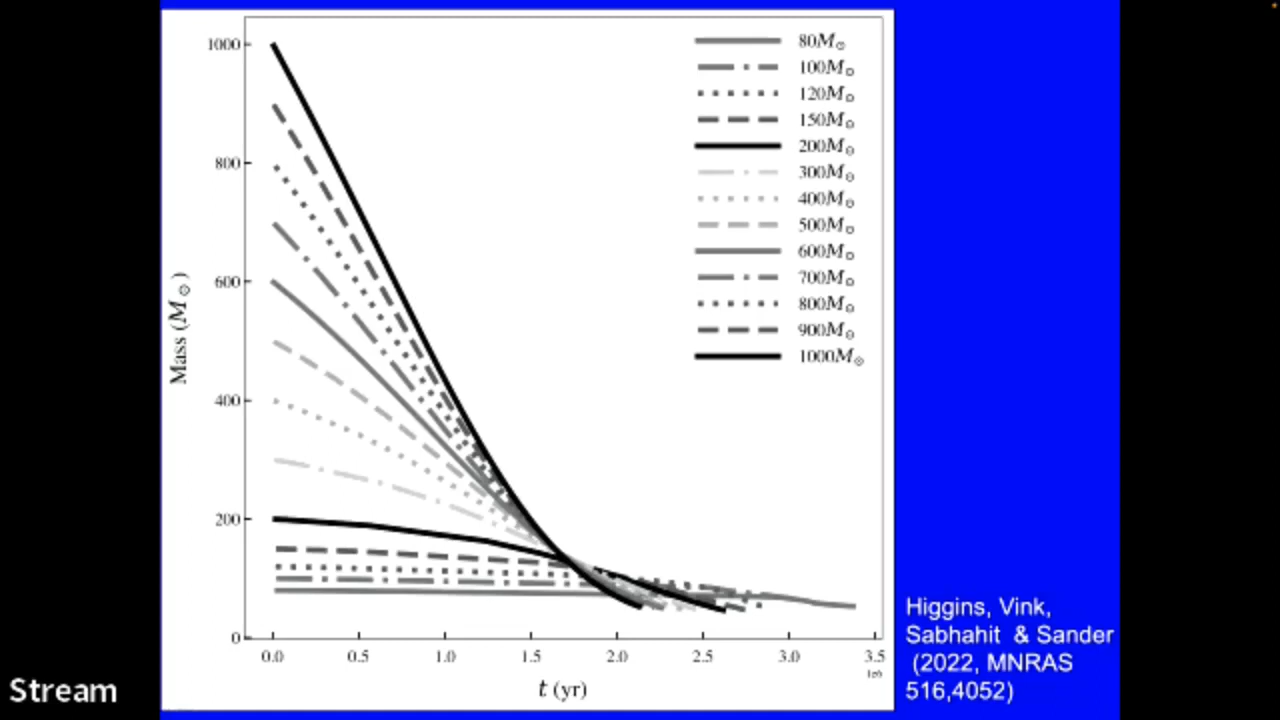 1000
800
600
400
200
0
Mass (M☉)
0.0 0.5 1.0 1.5 2.0 2.5 3.0 3.5
1e6
t (yr)
80M☉
100M☉
120M☉
150M☉
200M☉
300M☉
400M☉
500M☉
600M☉
700M☉
800M☉
900M☉
1000M☉
Higgins, Vink,
Sabhahit & Sander
(2022, MNRAS
516,4052)
Stream